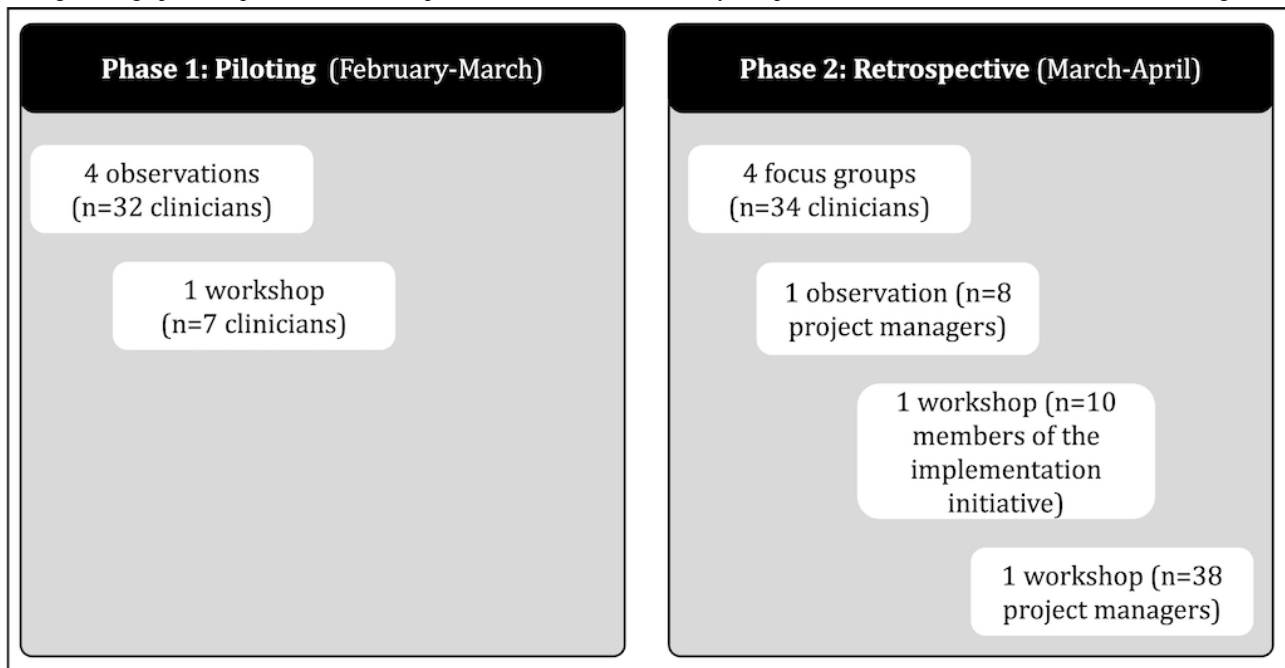 Phase 1: Piloting (February-March)
4 observations
(n=32 clinicians)
1 workshop
(n=7 clinicians)
Phase 2: Retrospective (March-April)
4 focus groups
(n=34 clinicians)
1 observation (n=8
project managers)
1 workshop (n=10
members of the
implementation
initiative)
1 workshop (n=38
project managers)